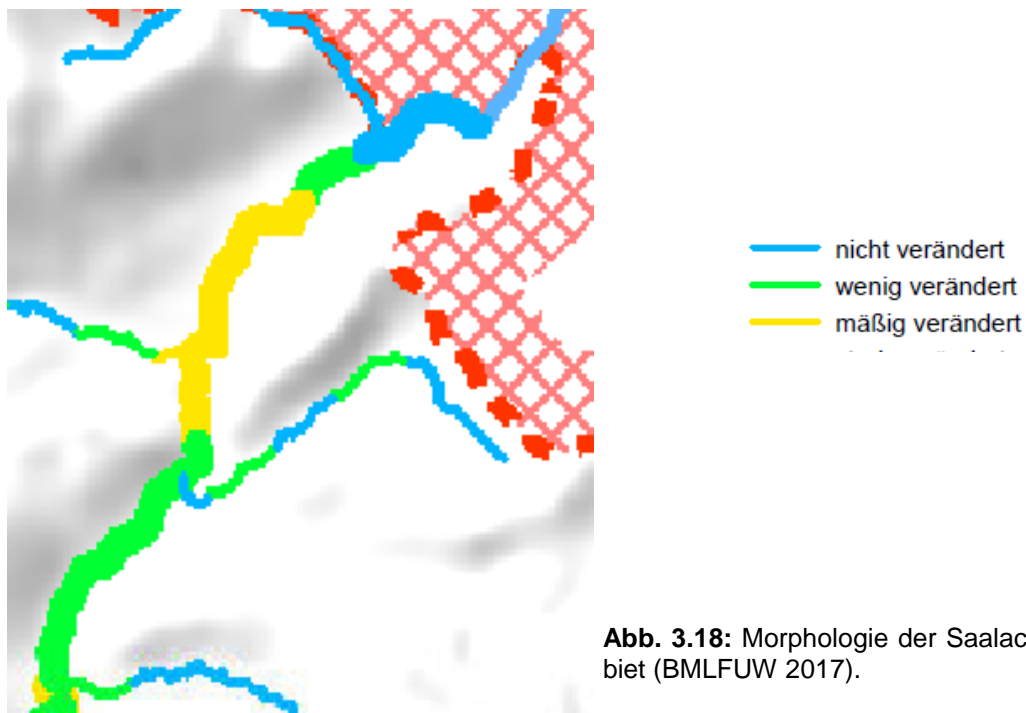 nicht verändert
wenig verändert
mäßig verändert
Abb. 3.18: Morphologie der Saalac
biet (BMLFUW 2017).